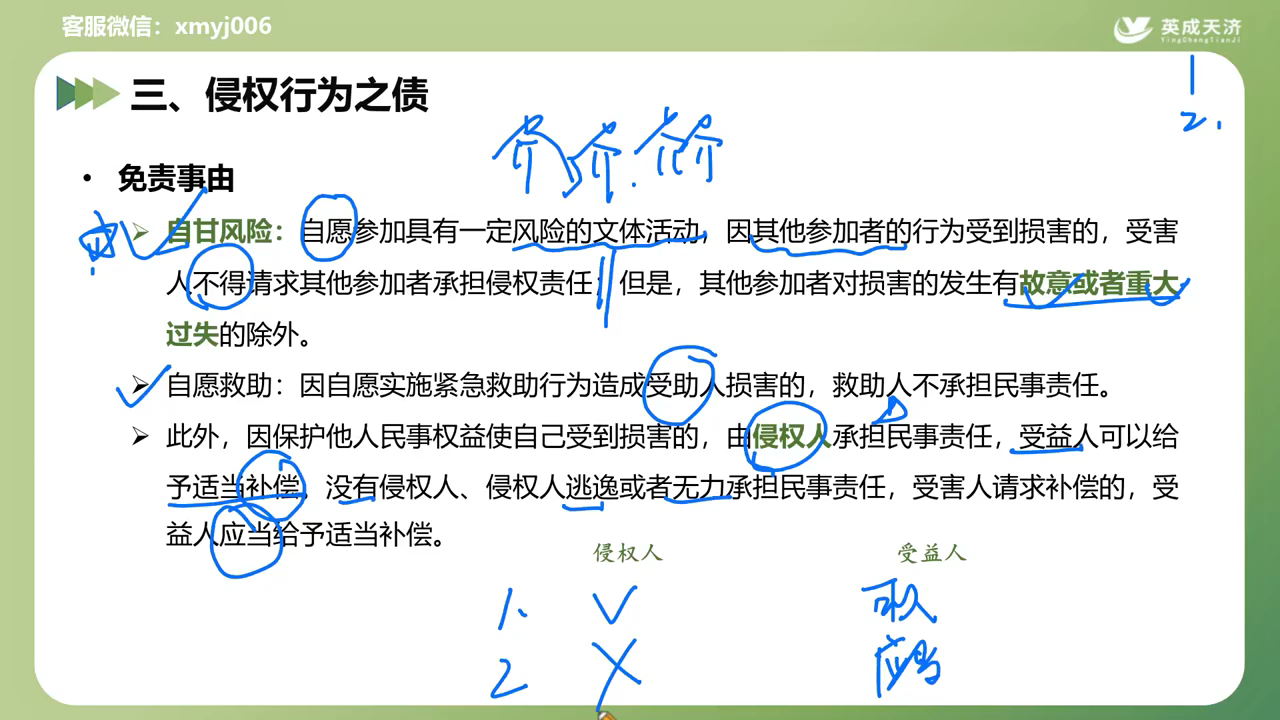 客服微信：xmyj006
英成天济
YingChengTianJi
三、侵权行为之债
1
2.
• 免责事由
自甘风险：自愿参加具有一定风险的文体活动，因其他参加者的行为受到损害的，受害
人不得请求其他参加者承担侵权责任；但是，其他参加者对损害的发生有故意或者重大
过失的除外。
自愿救助：因自愿实施紧急救助行为造成受助人损害的，救助人不承担民事责任。
此外，因保护他人民事权益使自己受到损害的，由侵权人承担民事责任，受益人可以给
予适当补偿。没有侵权人、侵权人逃逸或者无力承担民事责任，受害人请求补偿的，受
益人应当给予适当补偿。
侵权人 受益人
1. √ 可以
2 × 应当